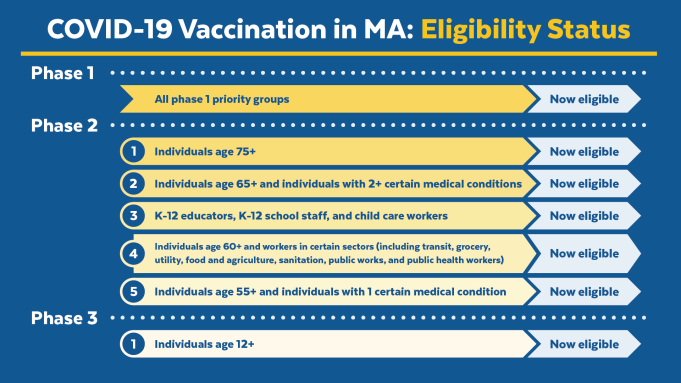 COVID-19 Vaccination in MA: Eligibility Status
Phase 1
All phase 1 priority groups Now eligible
Phase 2
1 Individuals age 75+ Now eligible
2 Individuals age 65+ and individuals with 2+ certain medical conditions Now eligible
3 K-12 educators, K-12 school staff, and child care workers Now eligible
4 Individuals age 60+ and workers in certain sectors (including transit, grocery,
utility, food and agriculture, sanitation, public works, and public health workers) Now eligible
5 Individuals age 55+ and individuals with 1 certain medical condition Now eligible
Phase 3
1 Individuals age 12+ Now eligible